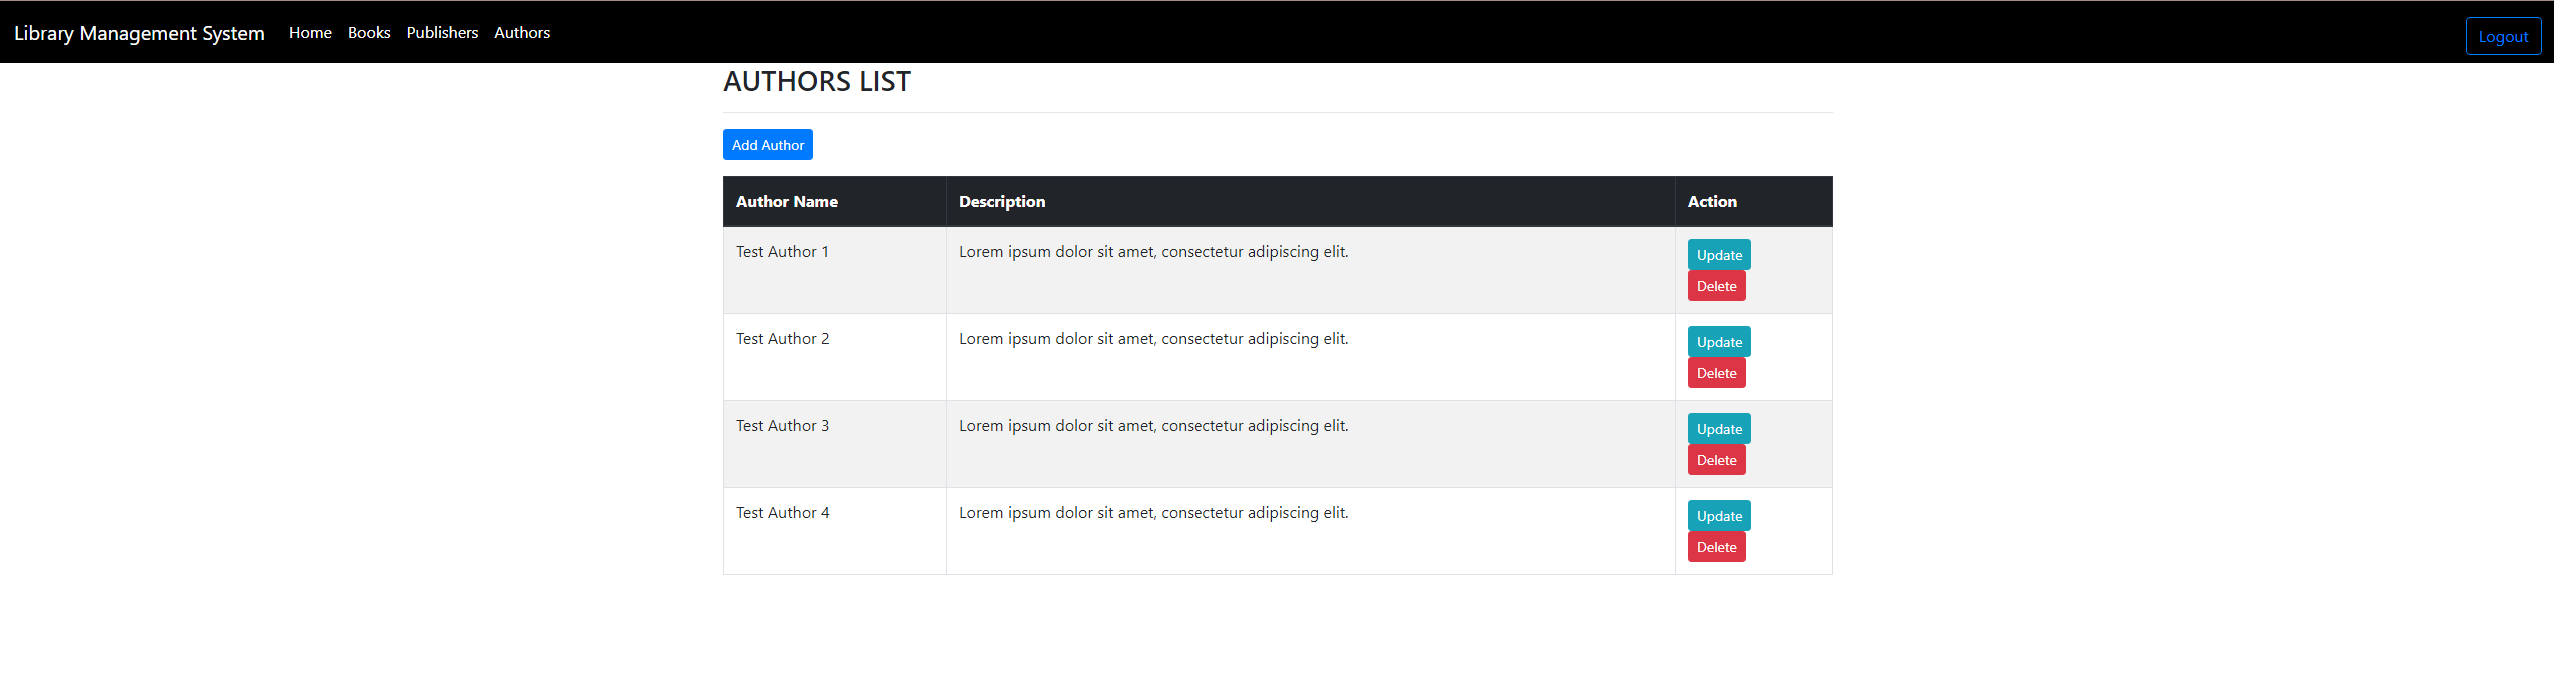 Library Management System Home Books Publishers Authors Logout
AUTHORS LIST
Add Author
Author Name Description Action
Test Author 1 Lorem ipsum dolor sit amet, consectetur adipiscing elit. Update
Delete
Test Author 2 Lorem ipsum dolor sit amet, consectetur adipiscing elit. Update
Delete
Test Author 3 Lorem ipsum dolor sit amet, consectetur adipiscing elit. Update
Delete
Test Author 4 Lorem ipsum dolor sit amet, consectetur adipiscing elit. Update
Delete